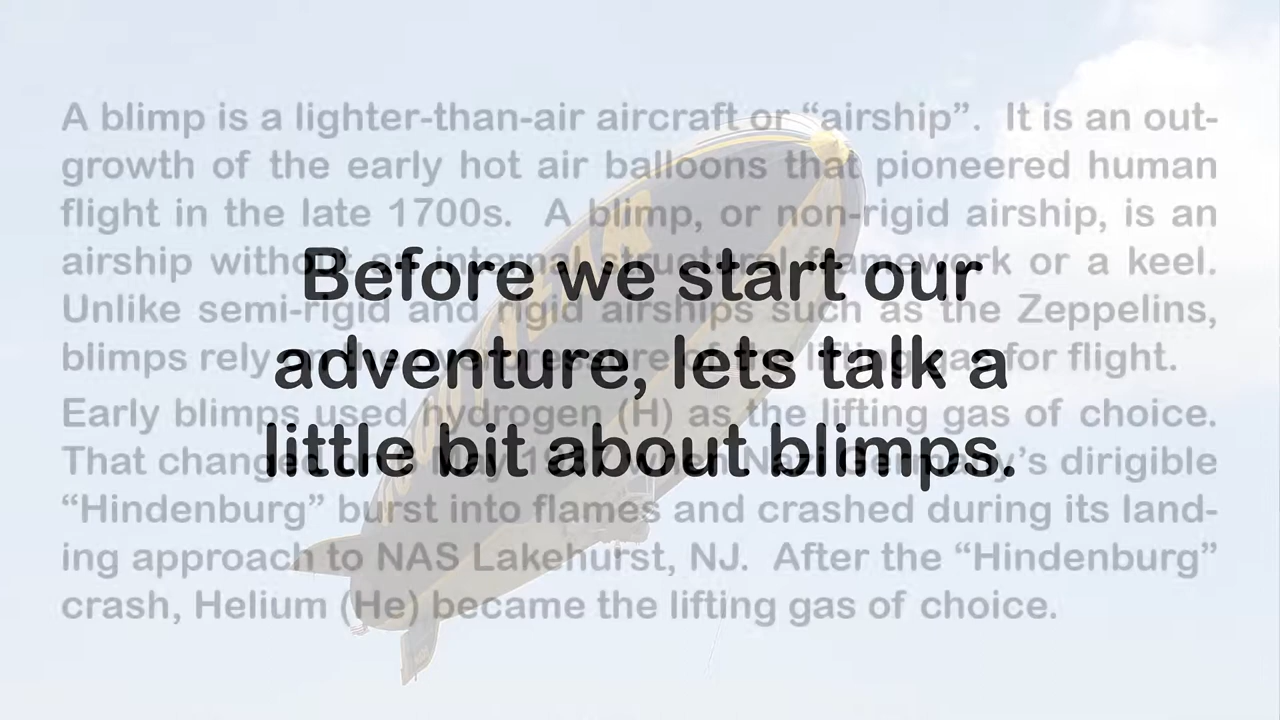 A blimp is a lighter-than-air aircraft or “airship”. It is an out-
growth of the early hot air balloons that pioneered human
flight in the late 1700s. A blimp, or non-rigid airship, is an
airship without an internal structural framework or a keel.
Unlike semi-rigid and rigid airships such as the Zeppelins,
blimps rely on the pressure of the lifting gas for flight.
Early blimps used hydrogen (H) as the lifting gas of choice.
That changed when Nazi Germany’s dirigible
“Hindenburg” burst into flames and crashed during its land-
ing approach to NAS Lakehurst, NJ. After the “Hindenburg”
crash, Helium (He) became the lifting gas of choice.
Before we start our
adventure, lets talk a
little bit about blimps.